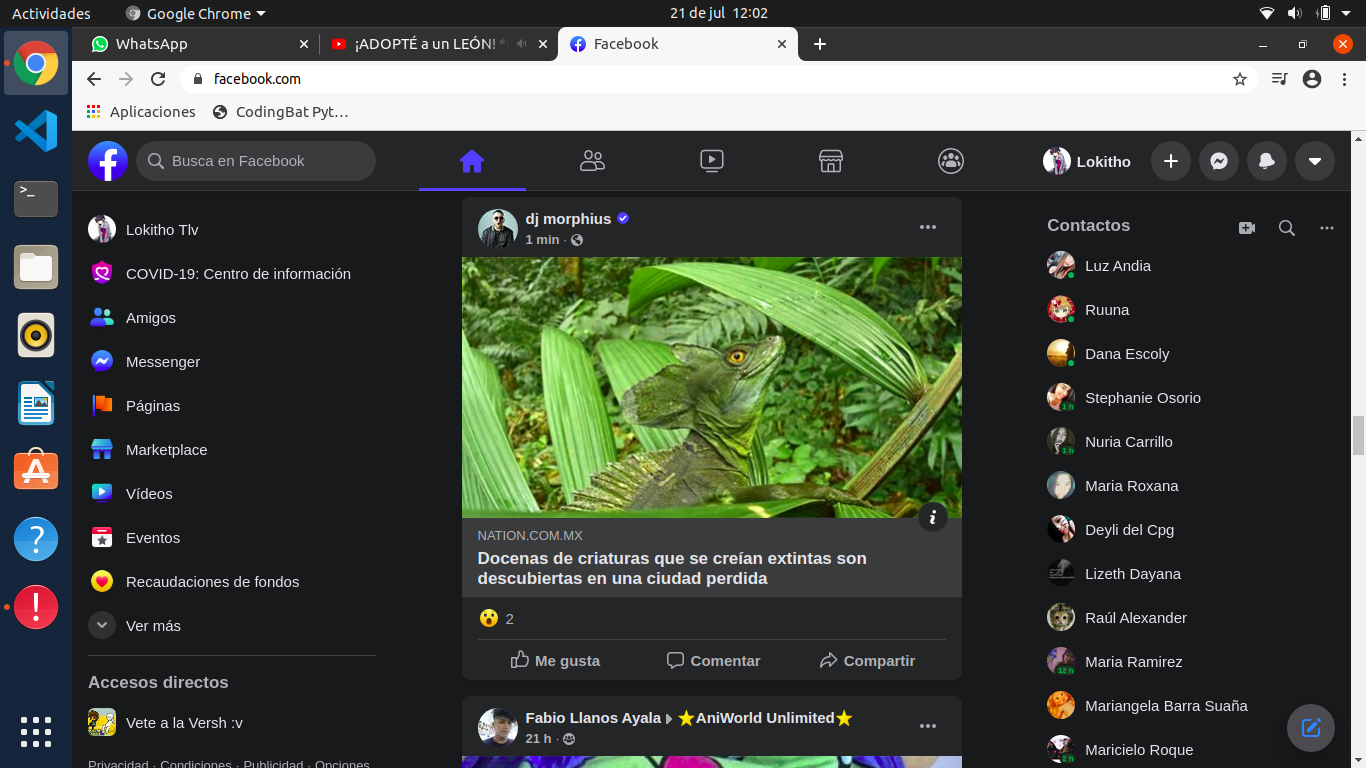 Actividades
Google Chrome
21 de jul 12:02
WhatsApp
¡ADOPTÉ a un LEÓN!
Facebook
facebook.com
Aplicaciones
CodingBat Pyt…
Busca en Facebook
Lokitho
Lokitho Tlv
COVID-19: Centro de información
Amigos
Messenger
Páginas
Marketplace
Vídeos
Eventos
Recaudaciones de fondos
Ver más
Accesos directos
Vete a la Versh :v
Privacidad · Condiciones · Publicidad · Opciones
dj morphius
1 min ·
NATION.COM.MX
Docenas de criaturas que se creían extintas son
descubiertas en una ciudad perdida
2
Me gusta
Comentar
Compartir
Fabio Llanos Ayala ▸ ⭐AniWorld Unlimited⭐
21 h ·
Contactos
Luz Andia
Ruuna
Dana Escoly
Stephanie Osorio
1 h
Nuria Carrillo
1 h
Maria Roxana
Deyli del Cpg
Lizeth Dayana
Raúl Alexander
Maria Ramirez
12 h
Mariangela Barra Suaña
Maricielo Roque
2 h